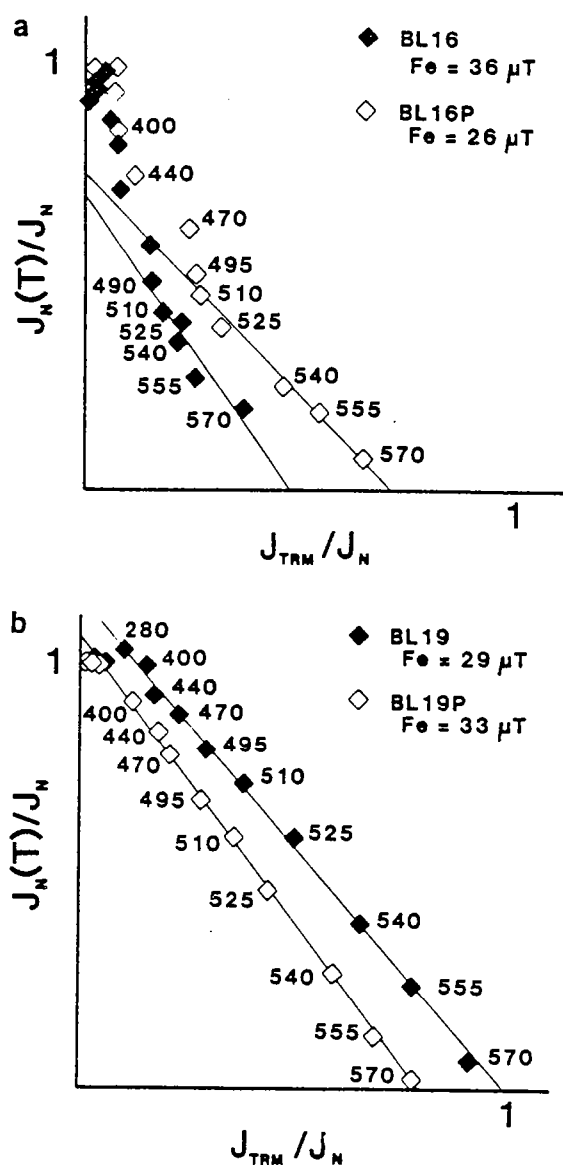 a
1
BL16
Fe = 36 µT
BL16P
Fe = 26 µT
400
440
470
490
495
510
510
525
525
540
540
555
555
570
570
J_N(T)/J_N
1
J_TRM/J_N
b
1
BL19
Fe = 29 µT
BL19P
Fe = 33 µT
280
400
440
470
495
510
525
540
555
570
400
440
470
495
510
525
540
555
570
J_N(T)/J_N
1
J_TRM/J_N